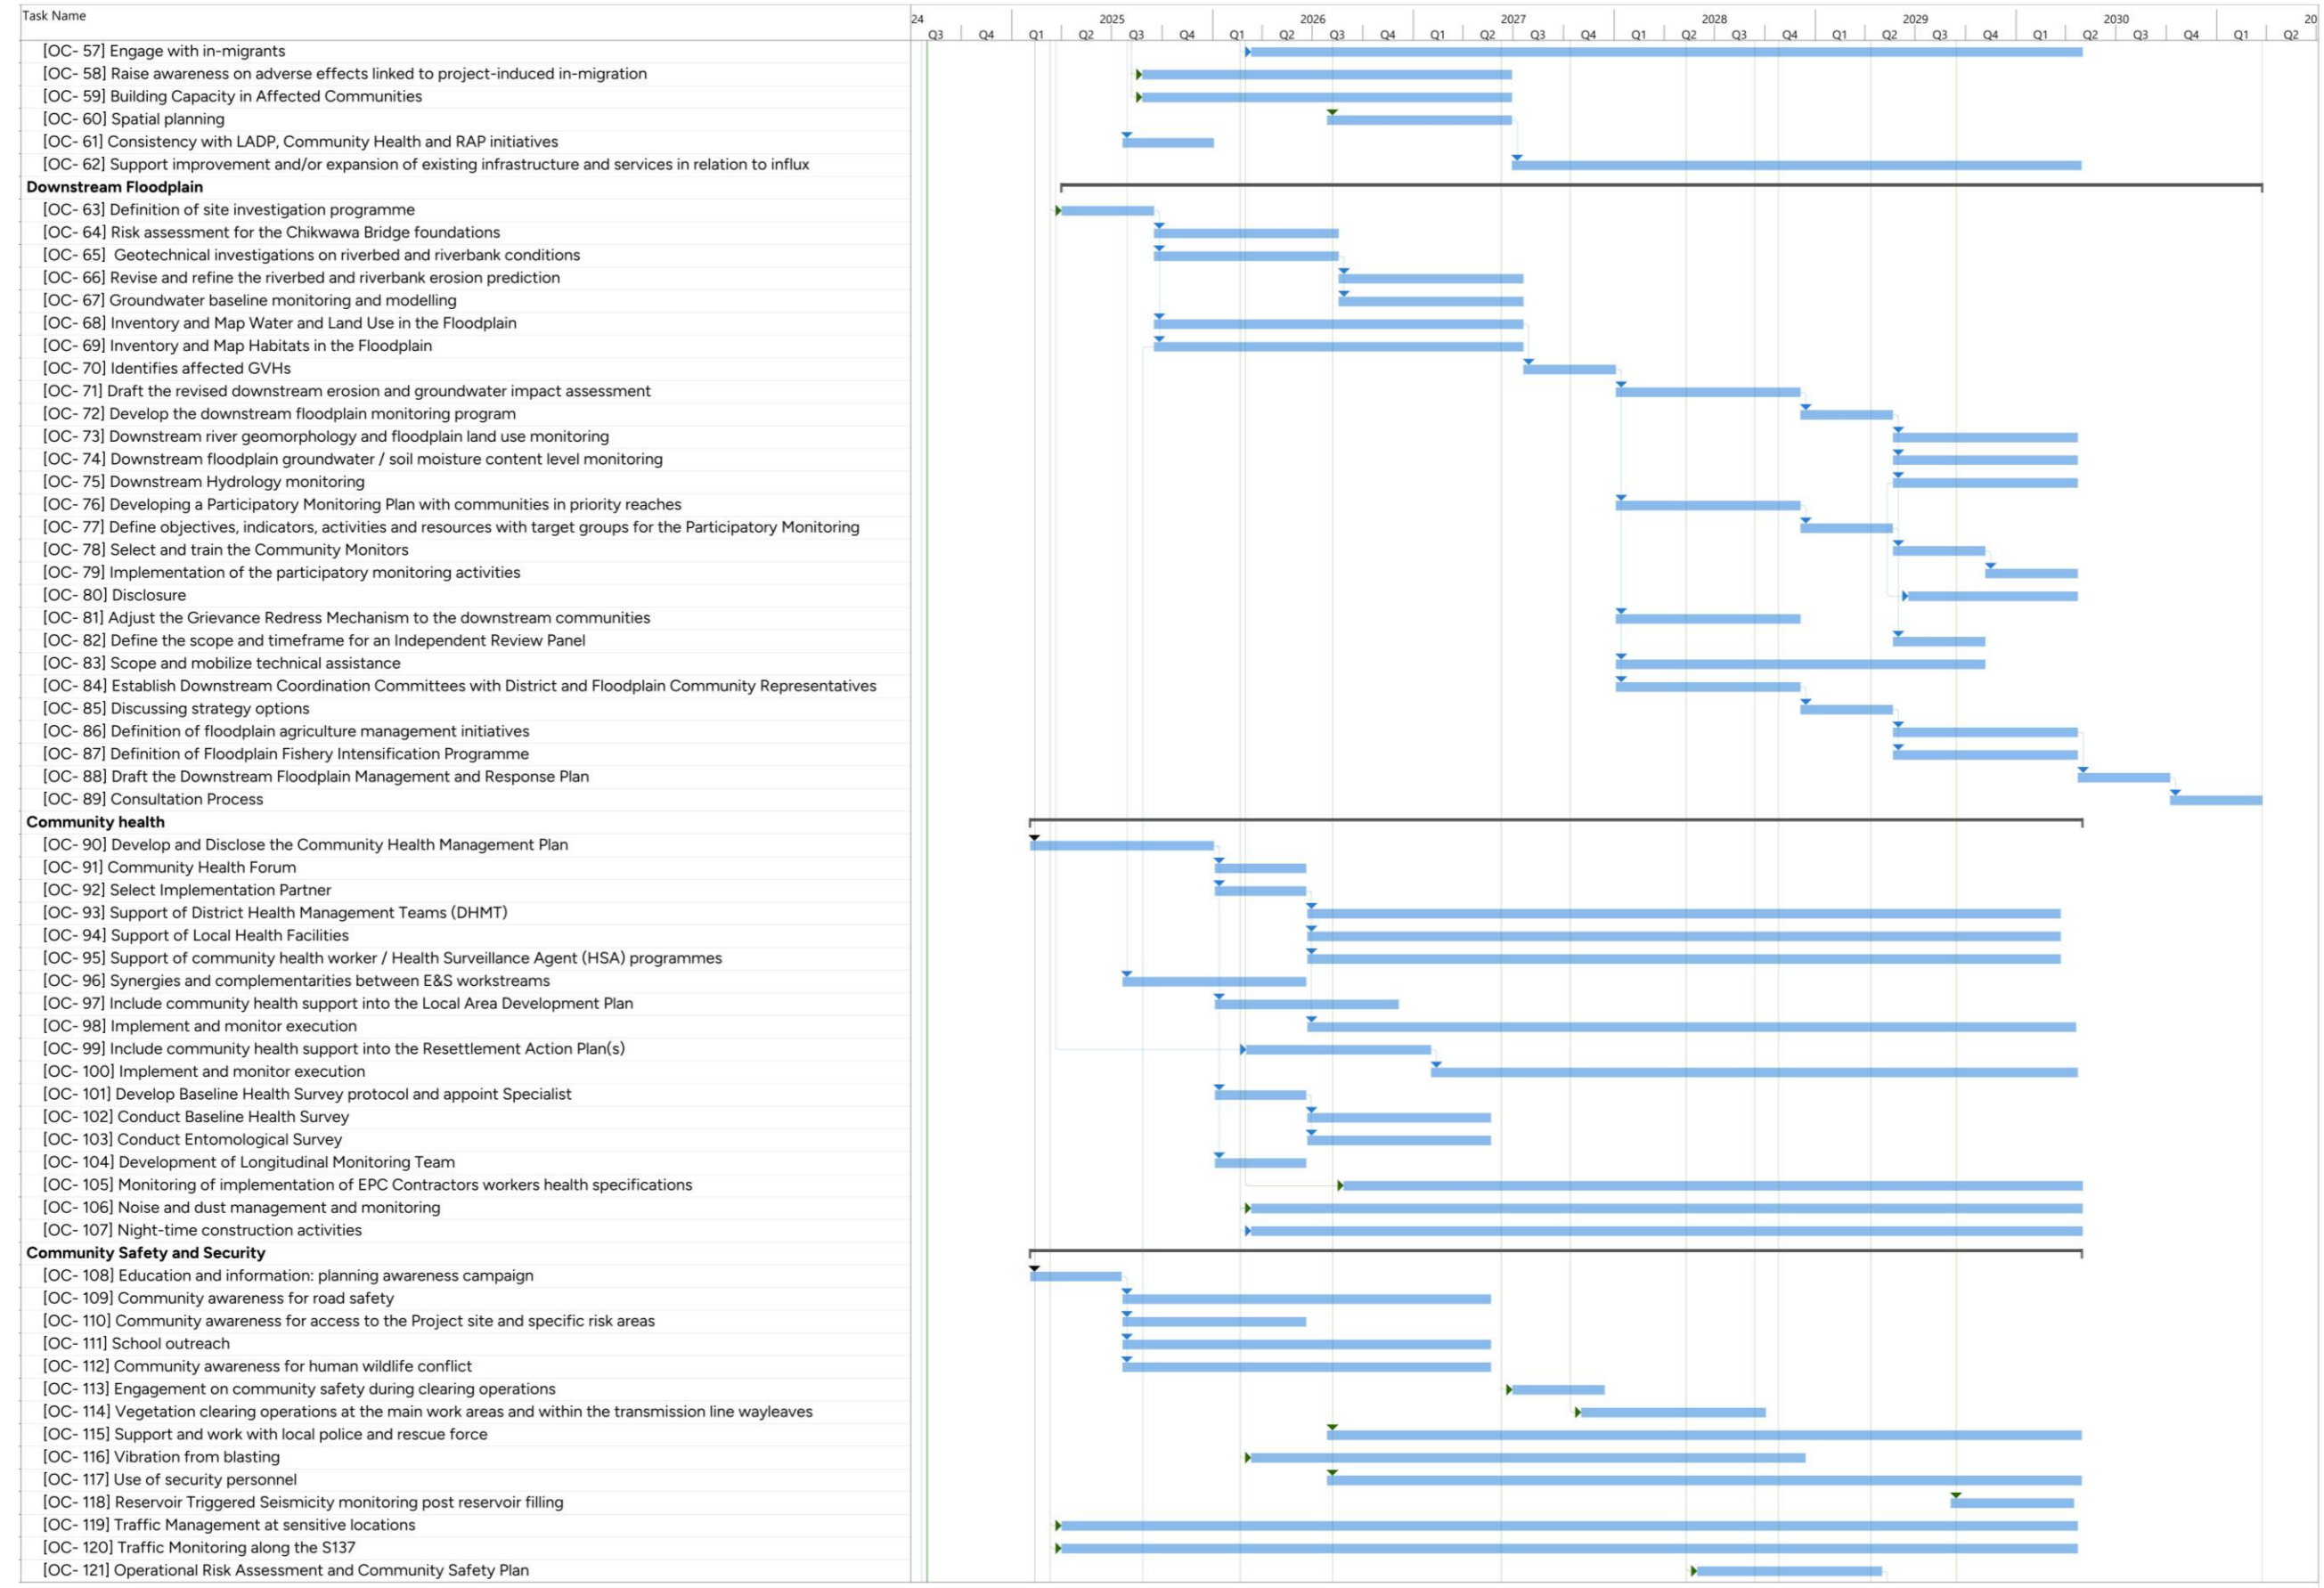 Task Name
24 2025 2026 2027 2028 2029 2030 20
Q3 Q4 Q1 Q2 Q3 Q4 Q1 Q2 Q3 Q4 Q1 Q2 Q3 Q4 Q1 Q2 Q3 Q4 Q1 Q2 Q3 Q4 Q1 Q2 Q3 Q4 Q1 Q2
[OC- 57] Engage with in-migrants
[OC- 58] Raise awareness on adverse effects linked to project-induced in-migration
[OC- 59] Building Capacity in Affected Communities
[OC- 60] Spatial planning
[OC- 61] Consistency with LADP, Community Health and RAP initiatives
[OC- 62] Support improvement and/or expansion of existing infrastructure and services in relation to influx
Downstream Floodplain
[OC- 63] Definition of site investigation programme
[OC- 64] Risk assessment for the Chikwawa Bridge foundations
[OC- 65] Geotechnical investigations on riverbed and riverbank conditions
[OC- 66] Revise and refine the riverbed and riverbank erosion prediction
[OC- 67] Groundwater baseline monitoring and modelling
[OC- 68] Inventory and Map Water and Land Use in the Floodplain
[OC- 69] Inventory and Map Habitats in the Floodplain
[OC- 70] Identifies affected GVHs
[OC- 71] Draft the revised downstream erosion and groundwater impact assessment
[OC- 72] Develop the downstream floodplain monitoring program
[OC- 73] Downstream river geomorphology and floodplain land use monitoring
[OC- 74] Downstream floodplain groundwater / soil moisture content level monitoring
[OC- 75] Downstream Hydrology monitoring
[OC- 76] Developing a Participatory Monitoring Plan with communities in priority reaches
[OC- 77] Define objectives, indicators, activities and resources with target groups for the Participatory Monitoring
[OC- 78] Select and train the Community Monitors
[OC- 79] Implementation of the participatory monitoring activities
[OC- 80] Disclosure
[OC- 81] Adjust the Grievance Redress Mechanism to the downstream communities
[OC- 82] Define the scope and timeframe for an Independent Review Panel
[OC- 83] Scope and mobilize technical assistance
[OC- 84] Establish Downstream Coordination Committees with District and Floodplain Community Representatives
[OC- 85] Discussing strategy options
[OC- 86] Definition of floodplain agriculture management initiatives
[OC- 87] Definition of Floodplain Fishery Intensification Programme
[OC- 88] Draft the Downstream Floodplain Management and Response Plan
[OC- 89] Consultation Process
Community health
[OC- 90] Develop and Disclose the Community Health Management Plan
[OC- 91] Community Health Forum
[OC- 92] Select Implementation Partner
[OC- 93] Support of District Health Management Teams (DHMT)
[OC- 94] Support of Local Health Facilities
[OC- 95] Support of community health worker / Health Surveillance Agent (HSA) programmes
[OC- 96] Synergies and complementarities between E&S workstreams
[OC- 97] Include community health support into the Local Area Development Plan
[OC- 98] Implement and monitor execution
[OC- 99] Include community health support into the Resettlement Action Plan(s)
[OC- 100] Implement and monitor execution
[OC- 101] Develop Baseline Health Survey protocol and appoint Specialist
[OC- 102] Conduct Baseline Health Survey
[OC- 103] Conduct Entomological Survey
[OC- 104] Development of Longitudinal Monitoring Team
[OC- 105] Monitoring of implementation of EPC Contractors workers health specifications
[OC- 106] Noise and dust management and monitoring
[OC- 107] Night-time construction activities
Community Safety and Security
[OC- 108] Education and information: planning awareness campaign
[OC- 109] Community awareness for road safety
[OC- 110] Community awareness for access to the Project site and specific risk areas
[OC- 111] School outreach
[OC- 112] Community awareness for human wildlife conflict
[OC- 113] Engagement on community safety during clearing operations
[OC- 114] Vegetation clearing operations at the main work areas and within the transmission line wayleaves
[OC- 115] Support and work with local police and rescue force
[OC- 116] Vibration from blasting
[OC- 117] Use of security personnel
[OC- 118] Reservoir Triggered Seismicity monitoring post reservoir filling
[OC- 119] Traffic Management at sensitive locations
[OC- 120] Traffic Monitoring along the S137
[OC- 121] Operational Risk Assessment and Community Safety Plan